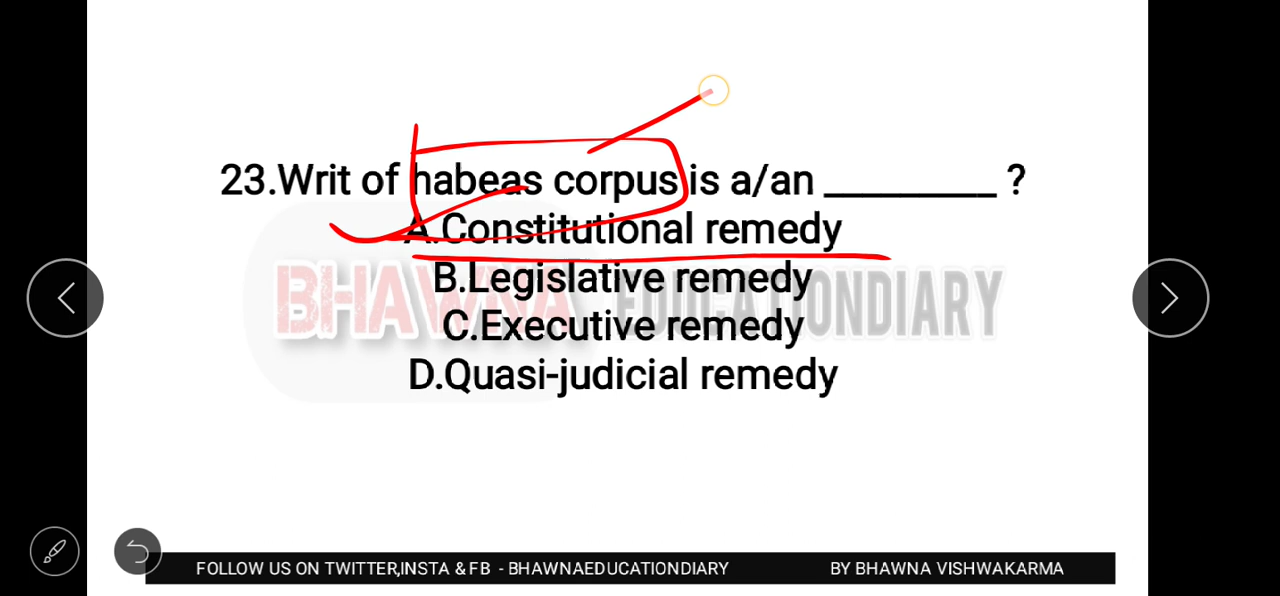 23.Writ of habeas corpus is a/an ________ ?
A.Constitutional remedy
B.Legislative remedy
BHAWNA EDUCATIONDIARY
C.Executive remedy
D.Quasi-judicial remedy
FOLLOW US ON TWITTER,INSTA & FB - BHAWNAEDUCATIONDIARY BY BHAWNA VISHWAKARMA